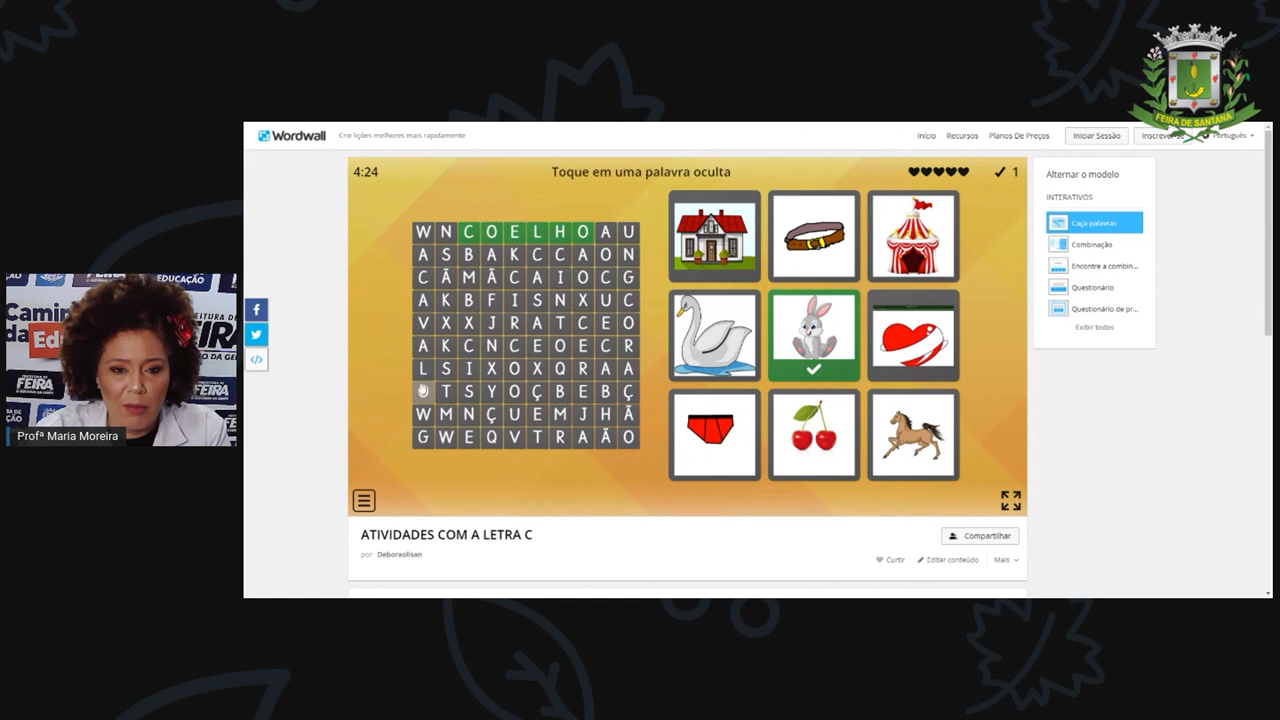 FEIRA DE SANTANA
Wordwall
Crie lições melhores mais rapidamente
Início
Recursos
Planos De Preços
Iniciar Sessão
Português
4:24
Toque em uma palavra oculta
1
W N C O E L H O A U
A S B A K C C A O N
C Ã M Ã C A I O C G
A K B F I S N X U C
V X X J R A T C E O
A K C N C E O E C R
L S I X O X Q R A A
T S Y O Ç B E B Ç
W M N Ç U E M J H Ã
G W E Q V T R A Ã O
Alternar o modelo
INTERATIVOS
Caça palavras
Combinação
Encontre a combin...
Questionário
Questionário de pr...
Exibir todos
ATIVIDADES COM A LETRA C
por Deboraolisan
Compartilhar
Curtir
Editar conteúdo
Mais
EDUCAÇÃO
PREFEITURA DE
FEIRA
Profª Maria Moreira